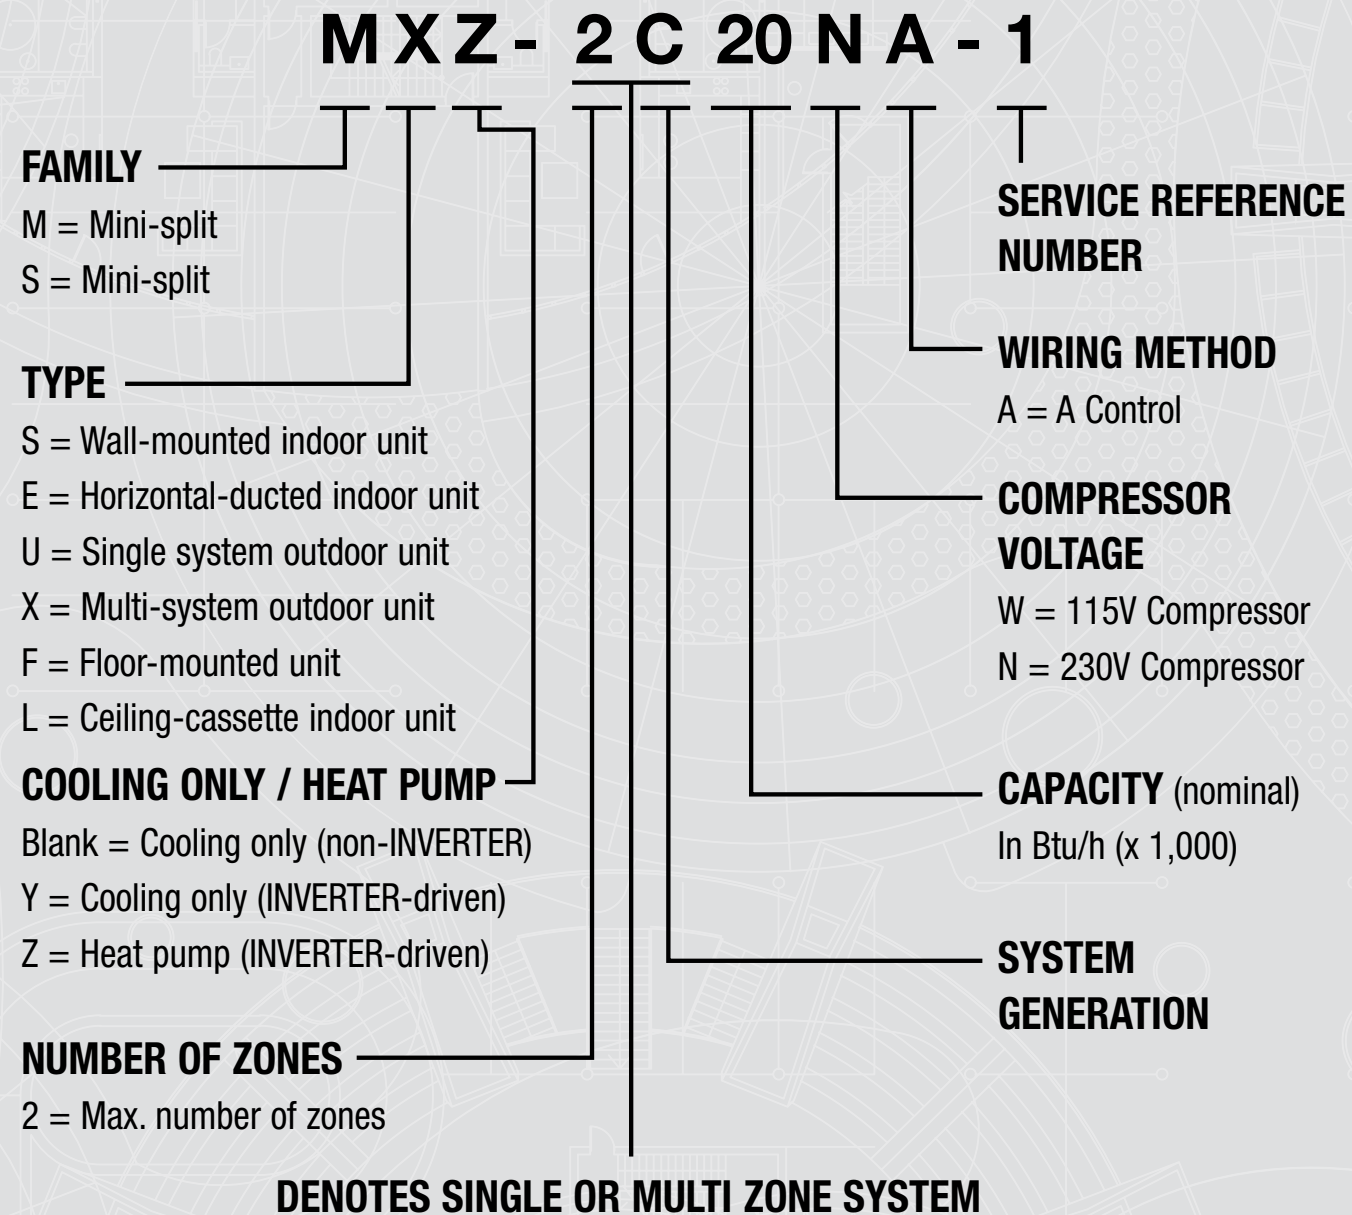 MXZ- 2C20NA-1
FAMILY
M = Mini-split
S = Mini-split
TYPE
S = Wall-mounted indoor unit
E = Horizontal-ducted indoor unit
U = Single system outdoor unit
X = Multi-system outdoor unit
F = Floor-mounted unit
L = Ceiling-cassette indoor unit
COOLING ONLY / HEAT PUMP
Blank = Cooling only (non-INVERTER)
Y = Cooling only (INVERTER-driven)
Z = Heat pump (INVERTER-driven)
NUMBER OF ZONES
2 = Max. number of zones
SERVICE REFERENCE
NUMBER
WIRING METHOD
A = A Control
COMPRESSOR
VOLTAGE
W = 115V Compressor
N = 230V Compressor
CAPACITY (nominal)
In Btu/h (x 1,000)
SYSTEM
GENERATION
DENOTES SINGLE OR MULTI ZONE SYSTEM